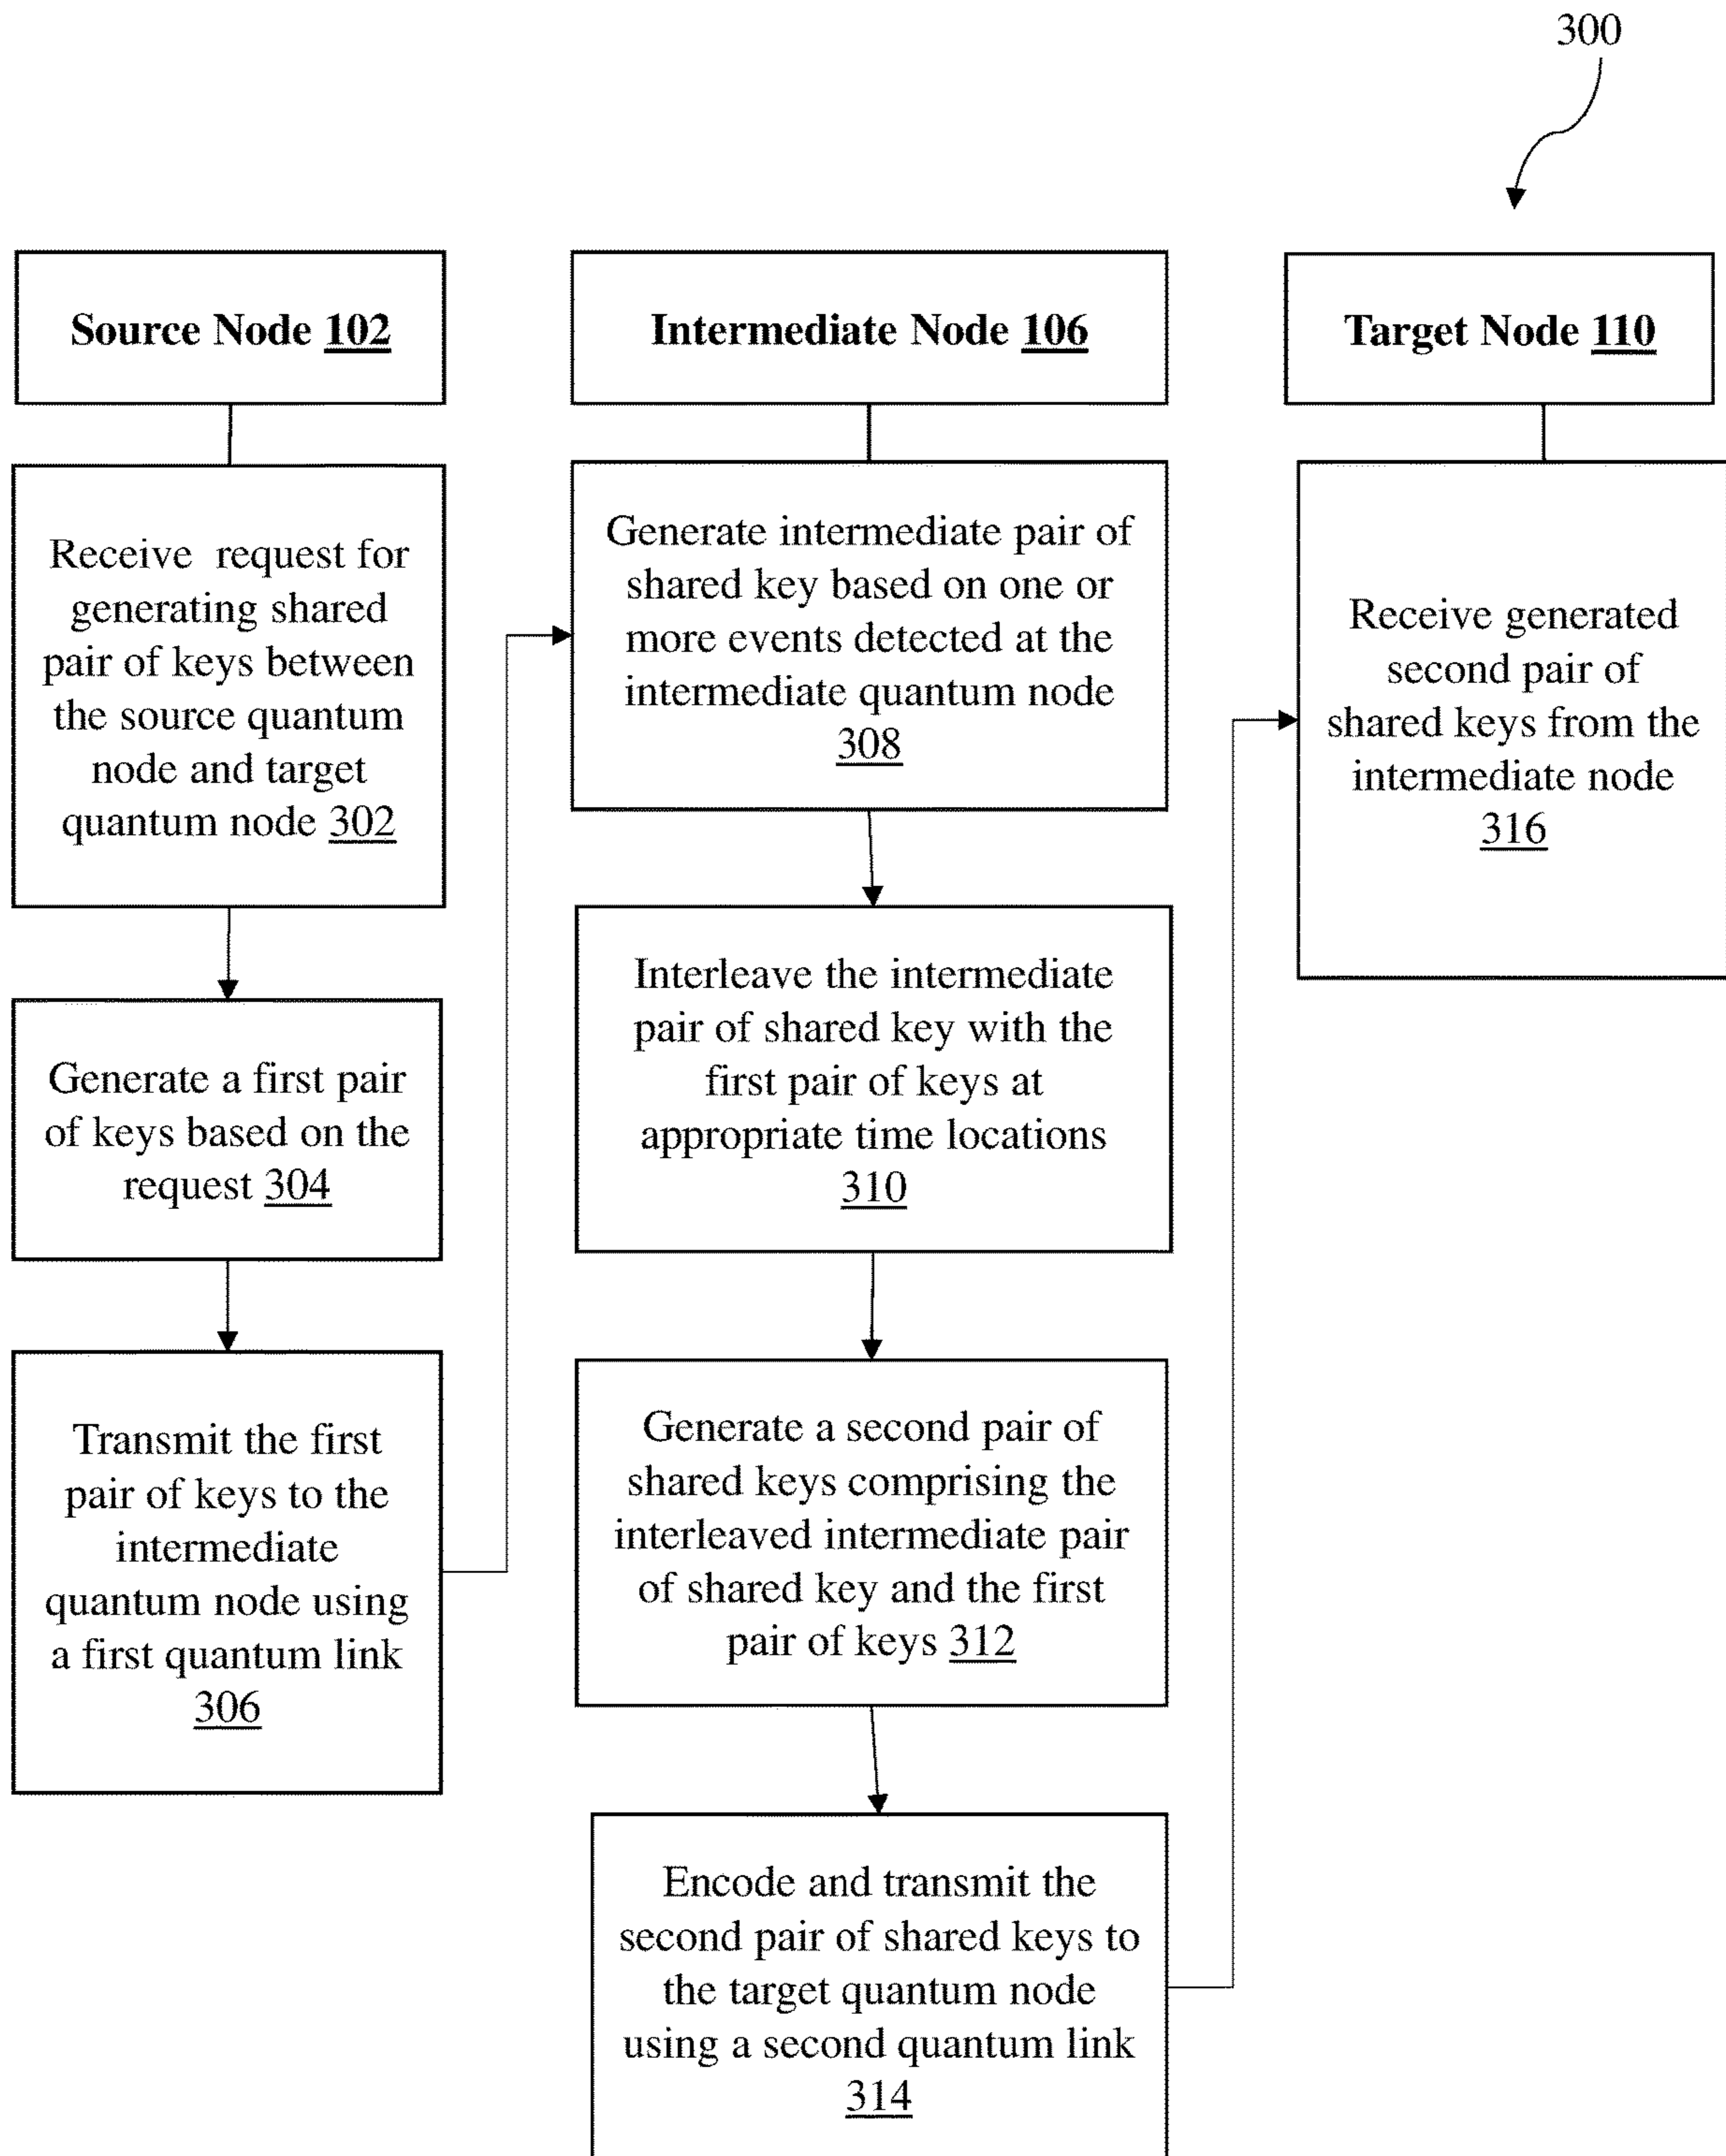 300
Source Node 102
Receive request for
generating shared
pair of keys between
the source quantum
node and target
quantum node 302
Generate a first pair
of keys based on the
request 304
Transmit the first
pair of keys to the
intermediate
quantum node using
a first quantum link
306
Intermediate Node 106
Generate intermediate pair of
shared key based on one or
more events detected at the
intermediate quantum node
308
Interleave the intermediate
pair of shared key with the
first pair of keys at
appropriate time locations
310
Generate a second pair of
shared keys comprising the
interleaved intermediate pair
of shared key and the first
pair of keys 312
Encode and transmit the
second pair of shared keys to
the target quantum node
using a second quantum link
314
Target Node 110
Receive generated
second pair of
shared keys from the
intermediate node
316